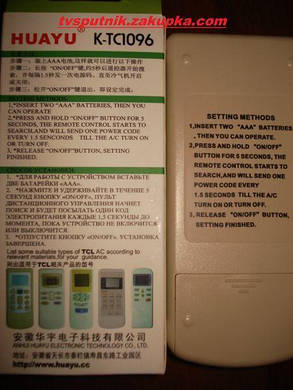 www.tvsputnik.zakupka.com
HUAYU K-TC1096
1.INSERT TWO "AAA" BATTERIES, THEN YOU
CAN OPERATE.
*2PRESS AND HOLD "ON/OFF" BUTTON FOR 5
SECONDS, THE REMOTE CONTROL STARTS TO
SEARCH,AND WILL SEND ONE POWER CODE
EVERY 1.5 SECONDS TILL THE A/C TURN ON
OR TURN OFF.
*3.RELEASE "ON/OFF"BUTTON, SETTING
FINISHED.
*1.ДЛЯ РАБОТЫ С УСТРОЙСТВОМ ВСТАВЬТЕ
ДВЕ БАТАРЕЙКИ «AAA».
*2.НАЖМИТЕ И УДЕРЖИВАЙТЕ В ТЕЧЕНИЕ 5
СЕКУНД КНОПКУ «ON/OFF», ПУЛЬТ
ДИСТАНЦИОННОГО УПРАВЛЕНИЯ НАЧНЕТ
ПОИСК И БУДЕТ ПОСЫЛАТЬ ОДИН КОД
ЭЛЕКТРОПИТАНИЯ КАЖДЫЕ 1,5 СЕКУНДЫ ДО
МОМЕНТА, ПОКА УСТРОЙСТВО НЕ ВКЛЮЧИТСЯ
ИЛИ ВЫКЛЮЧИТСЯ.
*3.ОТПУСТИТЕ КНОПКУ «ON/OFF». УСТАНОВКА
ЗАВЕРШЕНА.
List some suitable types of TCL AC according to
relevant materials,for your guidance.
安徽华宇电子科技有限公司
ANHUI HUAYU ELECTRONIC TECHNOLOGY CO., LTD.
http://www.huayu.cc
SETTING METHODS
1,INSERT TWO "AAA" BATTERIES
, THEN YOU CAN OPERATE.
2,PRESS AND HOLD "ON/OFF"
BUTTON FOR 5 SECONDS, THE
REMOTE CONTROL STARTS TO
SEARCH,AND WILL SEND ONE
POWER CODE EVERY
1.5 SECONDS TILL THE A/C
TURN ON OR TURN OFF.
3, RELEASE "ON/OFF" BUTTON,
SETTING FINISHED.